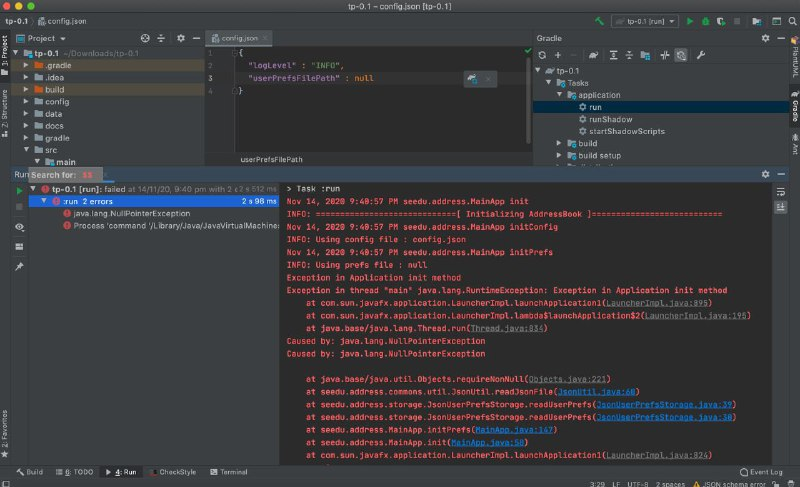 tp-0.1 – config.json [tp-0.1]
tp-0.1 config.json
tp-0.1 [run]
1: Project
Z: Structure
2: Favorites
Project
tp-0.1 ~/Downloads/tp-0.1
.gradle
.idea
build
config
data
docs
gradle
src
main
config.json
1 {
2 "logLevel" : "INFO",
3 "userPrefsFilePath" : null
4 }
userPrefsFilePath
Gradle
tp-0.1
Tasks
application
run
runShadow
startShadowScripts
build
build setup
PlantUML
Gradle
Ant
Run
Search for: $$
tp-0.1 [run]: failed at 14/11/20, 9:40 pm with 2 e 2 s 512 ms
:run 2 errors 2 s 96 ms
java.lang.NullPointerException
Process 'command '/Library/Java/JavaVirtualMachine
> Task :run
Nov 14, 2020 9:40:57 PM seedu.address.MainApp init
INFO: =============================[ Initializing AddressBook ]===========================
Nov 14, 2020 9:40:57 PM seedu.address.MainApp initConfig
INFO: Using config file : config.json
Nov 14, 2020 9:40:57 PM seedu.address.MainApp initPrefs
INFO: Using prefs file : null
Exception in Application init method
Exception in thread "main" java.lang.RuntimeException: Exception in Application init method
at com.sun.javafx.application.LauncherImpl.launchApplication1(LauncherImpl.java:895)
at com.sun.javafx.application.LauncherImpl.lambda$launchApplication$2(LauncherImpl.java:195)
at java.base/java.lang.Thread.run(Thread.java:834)
Caused by: java.lang.NullPointerException
Caused by: java.lang.NullPointerException
at java.base/java.util.Objects.requireNonNull(Objects.java:221)
at seedu.address.commons.util.JsonUtil.readJsonFile(JsonUtil.java:60)
at seedu.address.storage.JsonUserPrefsStorage.readUserPrefs(JsonUserPrefsStorage.java:39)
at seedu.address.storage.JsonUserPrefsStorage.readUserPrefs(JsonUserPrefsStorage.java:30)
at seedu.address.MainApp.initPrefs(MainApp.java:147)
at seedu.address.MainApp.init(MainApp.java:58)
at com.sun.javafx.application.LauncherImpl.launchApplication1(LauncherImpl.java:824)
Build
6: TODO
4: Run
CheckStyle
Terminal
Event Log
3:29 LF UTF-8 2 spaces JSON schema error